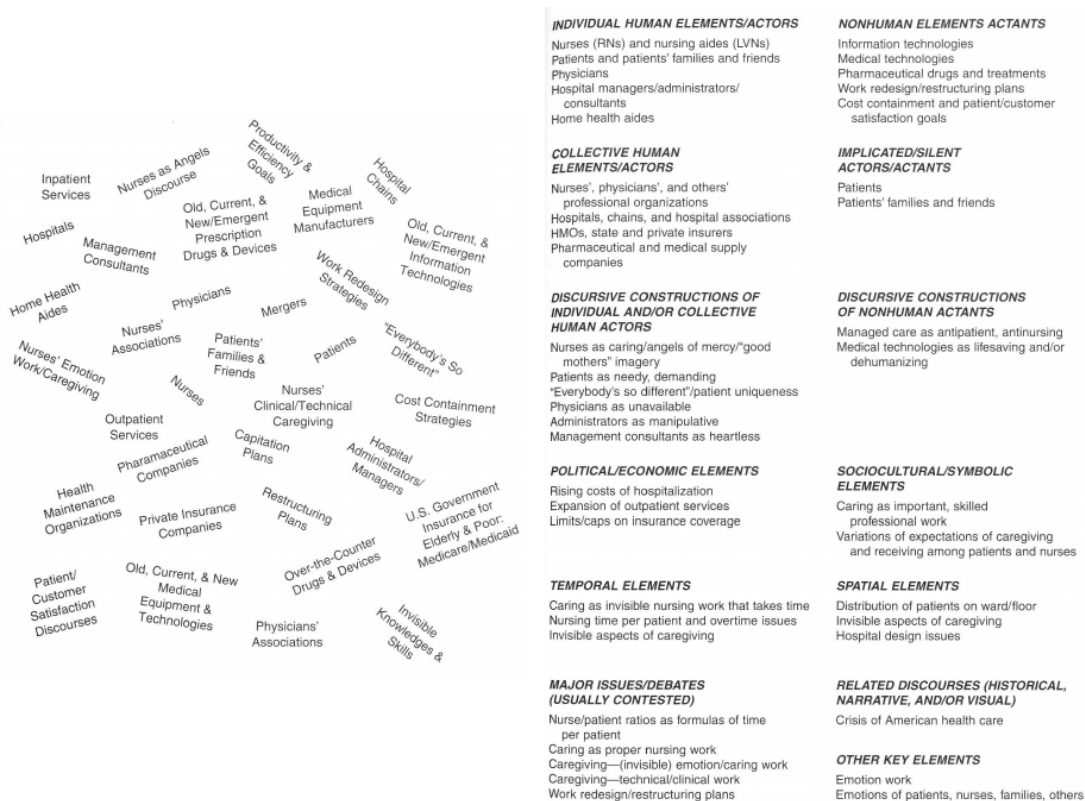 Inpatient
Services
Nurses as Angels
Discourse
Productivity &
Efficiency
Goals
Hospital
Chains
Hospitals
Management
Consultants
Old, Current, &
New/Emergent
Prescription
Drugs & Devices
Medical
Equipment
Manufacturers
Old, Current, &
New/Emergent
Information
Technologies
Work Redesign
Strategies
Home Health
Aides
Physicians
Mergers
Nurses'
Associations
Patients'
Families &
Friends
Patients
"Everybody's So
Different"
Nurses' Emotion
Work/Caregiving
Nurses
Nurses'
Clinical/Technical
Caregiving
Cost Containment
Strategies
Outpatient
Services
Pharamaceutical
Companies
Capitation
Plans
Hospital
Administrators/
Managers
Health
Maintenance
Organizations
Private Insurance
Companies
Restructuring
Plans
U.S. Government
Insurance for
Elderly & Poor:
Medicare/Medicaid
Over-the-Counter
Drugs & Devices
Patient/
Customer
Satisfaction
Discourses
Old, Current, & New
Medical
Equipment &
Technologies
Physicians'
Associations
Invisible
Knowledges &
Skills
INDIVIDUAL HUMAN ELEMENTS/ACTORS
Nurses (RNs) and nursing aides (LVNs)
Patients and patients' families and friends
Physicians
Hospital managers/administrators/
consultants
Home health aides
NONHUMAN ELEMENTS ACTANTS
Information technologies
Medical technologies
Pharmaceutical drugs and treatments
Work redesign/restructuring plans
Cost containment and patient/customer
satisfaction goals
COLLECTIVE HUMAN
ELEMENTS/ACTORS
Nurses', physicians', and others'
professional organizations
Hospitals, chains, and hospital associations
HMOs, state and private insurers
Pharmaceutical and medical supply
companies
IMPLICATED/SILENT
ACTORS/ACTANTS
Patients
Patients' families and friends
DISCURSIVE CONSTRUCTIONS OF
INDIVIDUAL AND/OR COLLECTIVE
HUMAN ACTORS
Nurses as caring/angels of mercy/"good
mothers" imagery
Patients as needy, demanding
"Everybody's so different"/patient uniqueness
Physicians as unavailable
Administrators as manipulative
Management consultants as heartless
DISCURSIVE CONSTRUCTIONS
OF NONHUMAN ACTANTS
Managed care as antipatient, antinursing
Medical technologies as lifesaving and/or
dehumanizing
POLITICAL/ECONOMIC ELEMENTS
Rising costs of hospitalization
Expansion of outpatient services
Limits/caps on insurance coverage
SOCIOCULTURAL/SYMBOLIC
ELEMENTS
Caring as important, skilled
professional work
Variations of expectations of caregiving
and receiving among patients and nurses
TEMPORAL ELEMENTS
Caring as invisible nursing work that takes time
Nursing time per patient and overtime issues
Invisible aspects of caregiving
SPATIAL ELEMENTS
Distribution of patients on ward/floor
Invisible aspects of caregiving
Hospital design issues
MAJOR ISSUES/DEBATES
(USUALLY CONTESTED)
Nurse/patient ratios as formulas of time
per patient
Caring as proper nursing work
Caregiving—(invisible) emotion/caring work
Caregiving—technical/clinical work
Work redesign/restructuring plans
RELATED DISCOURSES (HISTORICAL,
NARRATIVE, AND/OR VISUAL)
Crisis of American health care
OTHER KEY ELEMENTS
Emotion work
Emotions of patients, nurses, families, others